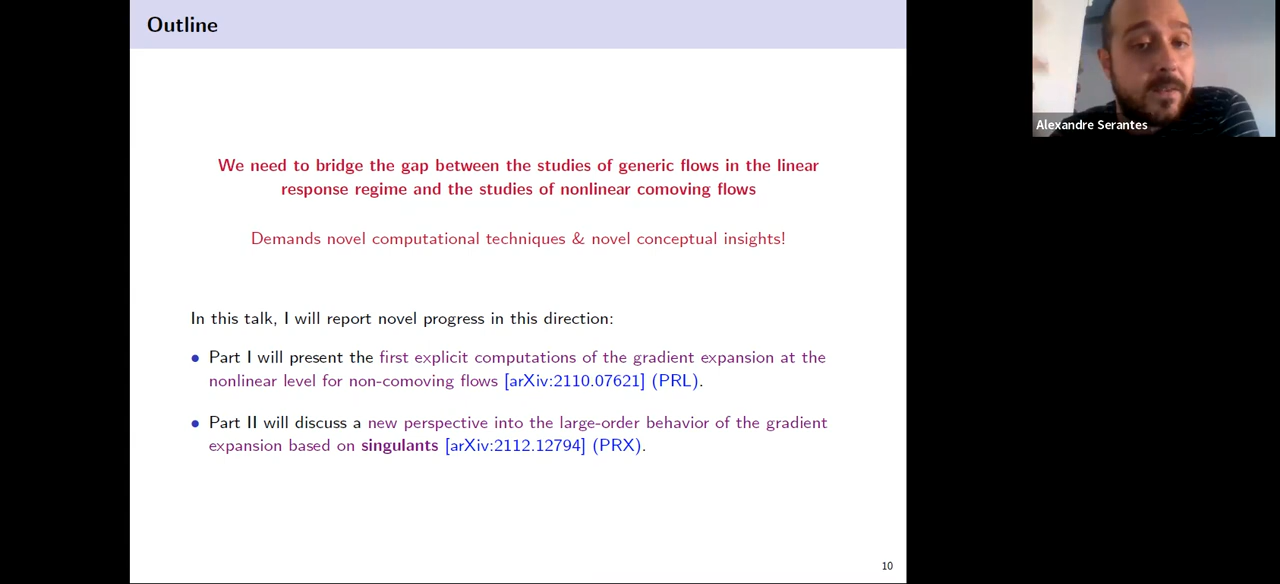 Outline
We need to bridge the gap between the studies of generic flows in the linear
response regime and the studies of nonlinear comoving flows
Demands novel computational techniques & novel conceptual insights!
In this talk, I will report novel progress in this direction:
• Part I will present the first explicit computations of the gradient expansion at the
nonlinear level for non-comoving flows [arXiv:2110.07621] (PRL).
• Part II will discuss a new perspective into the large-order behavior of the gradient
expansion based on singulants [arXiv:2112.12794] (PRX).
10
Alexandre Serantes